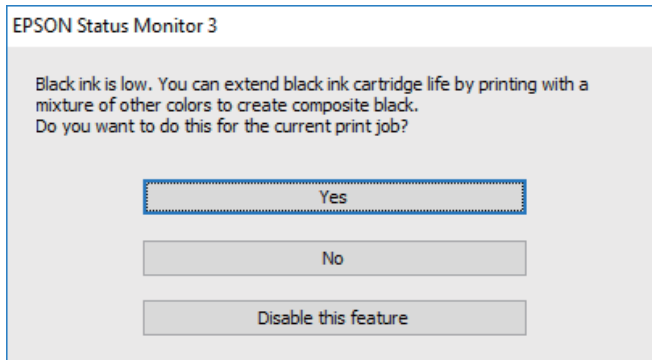 EPSON Status Monitor 3
Black ink is low. You can extend black ink cartridge life by printing with a
mixture of other colors to create composite black.
Do you want to do this for the current print job?
Yes
No
Disable this feature